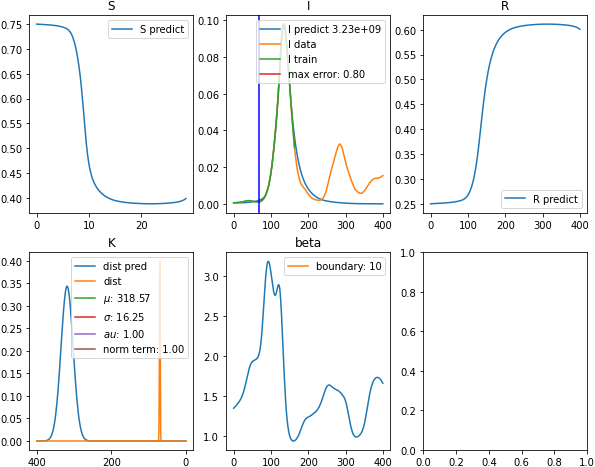 S
0.75
0.70
0.65
0.60
0.55
0.50
0.45
0.40
0 10 20
S predict
I
0.10
0.08
0.06
0.04
0.02
0.00
0 100 200 300 400
I predict 3.23e+09
I data
I train
max error: 0.80
R
0.60
0.55
0.50
0.45
0.40
0.35
0.30
0.25
0 100 200 300 400
R predict
K
0.40
0.35
0.30
0.25
0.20
0.15
0.10
0.05
0.00
400 200 0
dist pred
dist
μ: 318.57
σ: 16.25
au: 1.00
norm term: 1.00
beta
3.0
2.5
2.0
1.5
1.0
0 100 200 300 400
boundary: 10
1.0
0.8
0.6
0.4
0.2
0.0
0.0 0.2 0.4 0.6 0.8 1.0